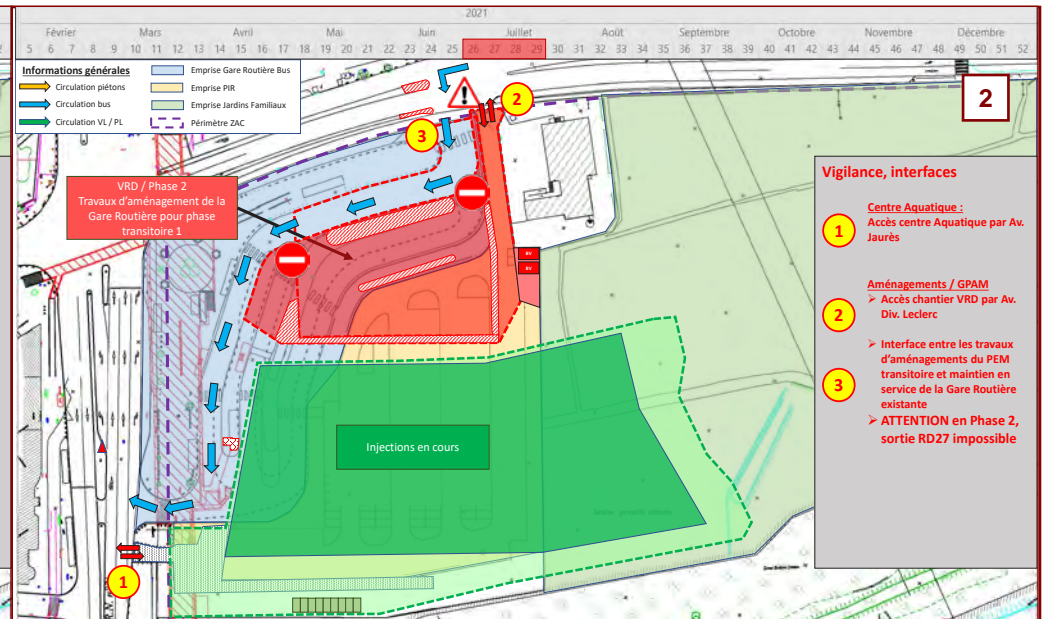 2021
Février Mars Avril Mai Juin Juillet Août Septembre Octobre Novembre Décembre
5 6 7 8 9 10 11 12 13 14 15 16 17 18 19 20 21 22 23 24 25 26 27 28 29 30 31 32 33 34 35 36 37 38 39 40 41 42 43 44 45 46 47 48 49 50 51 52
Informations générales
Circulation piétons
Circulation bus
Circulation VL / PL
Emprise Gare Routière Bus
Emprise PIR
Emprise Jardins Familiaux
Périmètre ZAC
2
2
3
VRD / Phase 2
Travaux d'aménagement de la
Gare Routière pour phase
transitoire 1
BV
BV
Injections en cours
1
Vigilance, interfaces
1
Centre Aquatique :
Accès centre Aquatique par Av.
Jaurès
Aménagements / GPAM
2
➢ Accès chantier VRD par Av.
Div. Leclerc
3
➢ Interface entre les travaux
d'aménagements du PEM
transitoire et maintien en
service de la Gare Routière
existante
➢ ATTENTION en Phase 2,
sortie RD27 impossible